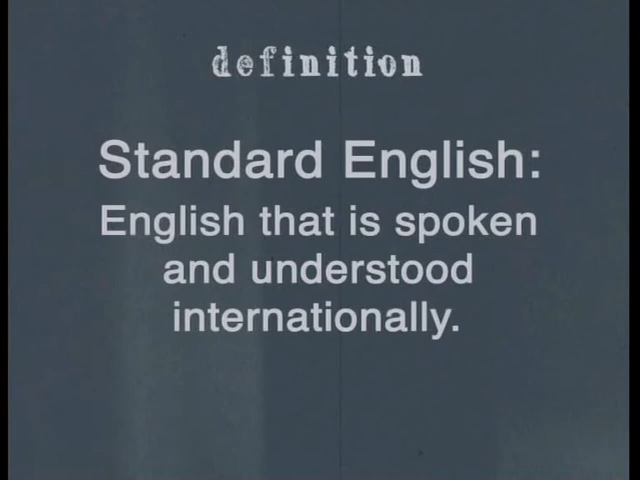 definition
Standard English:
English that is spoken
and understood
internationally.